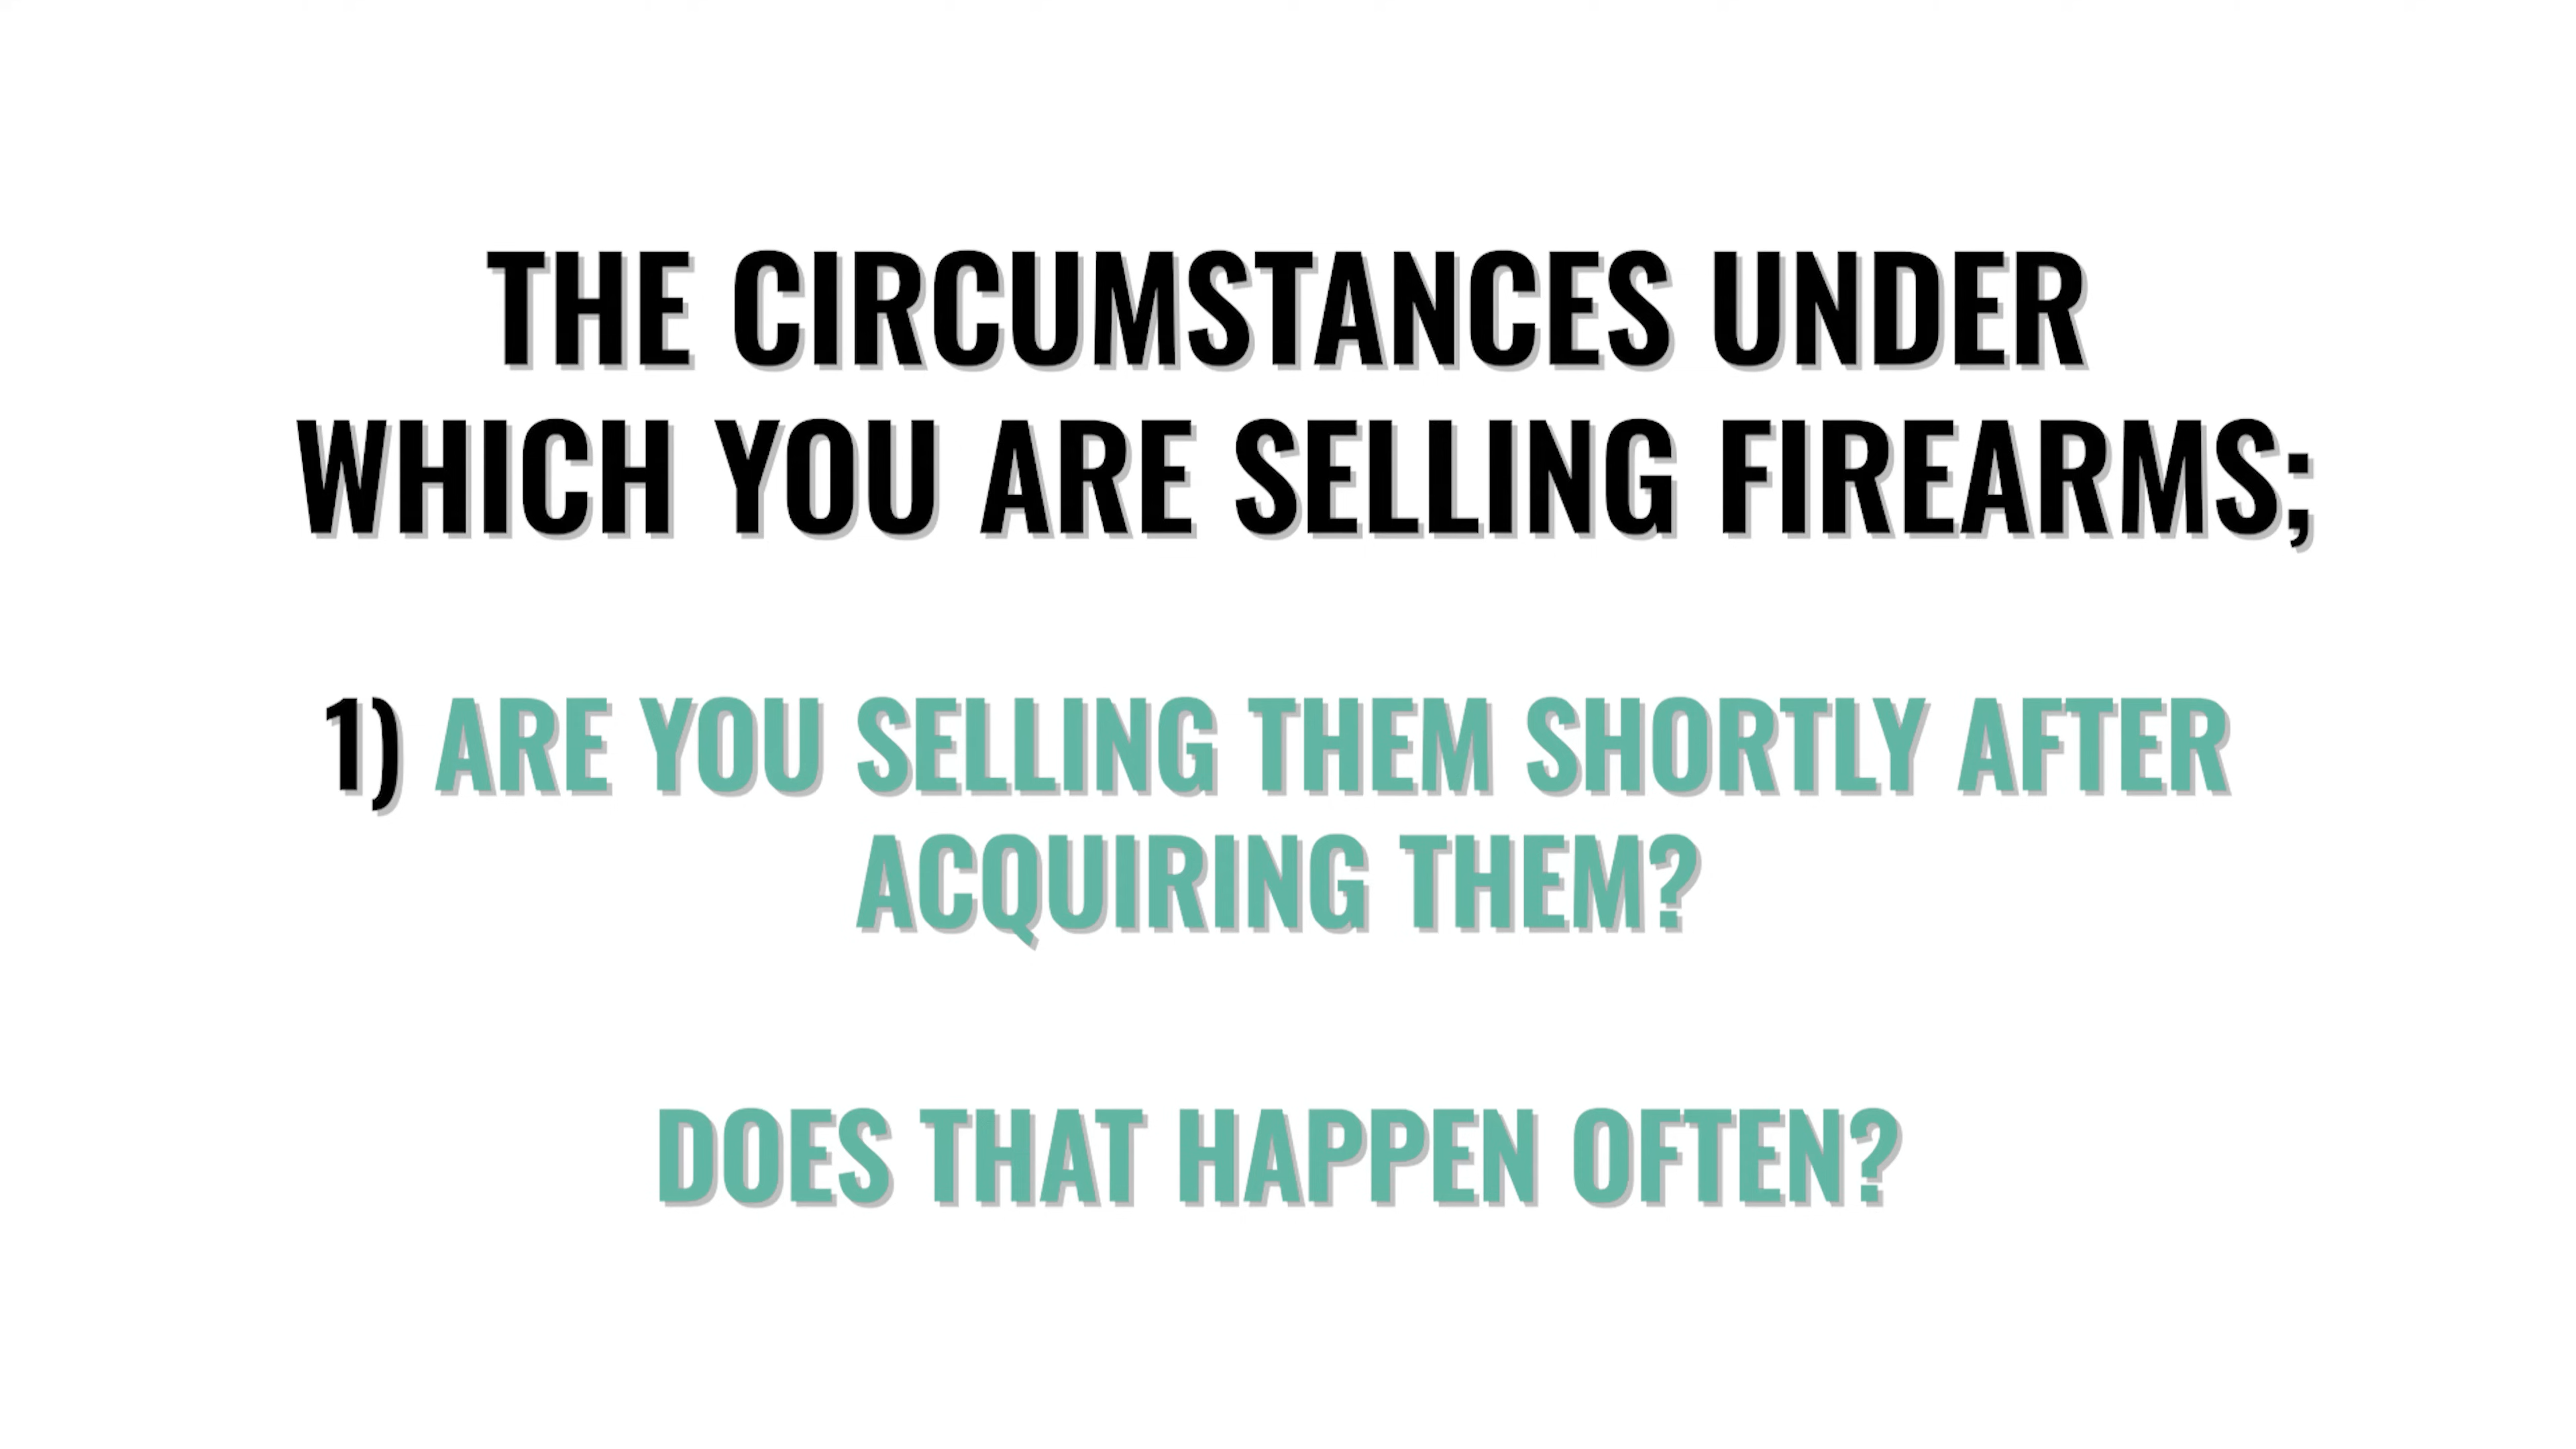 THE CIRCUMSTANCES UNDER
WHICH YOU ARE SELLING FIREARMS;
1) ARE YOU SELLING THEM SHORTLY AFTER
ACQUIRING THEM?
DOES THAT HAPPEN OFTEN?